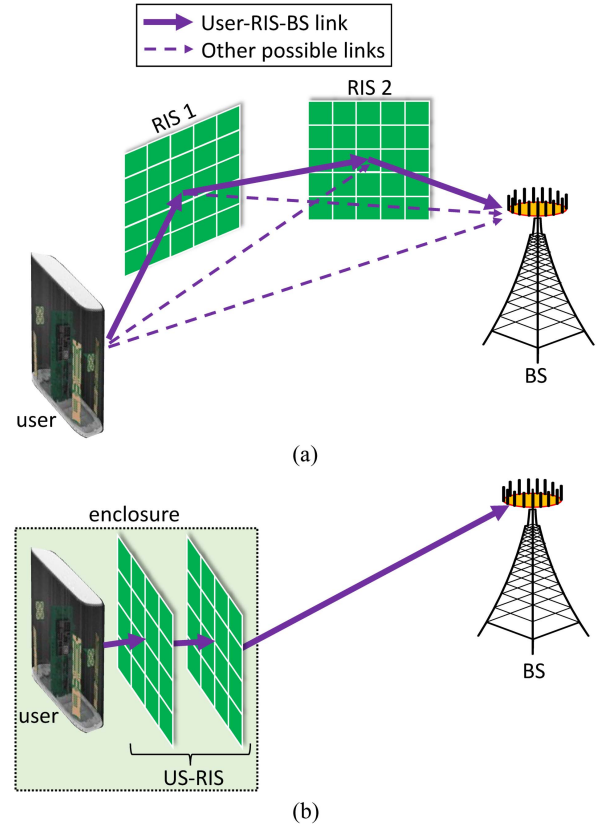 User-RIS-BS link
Other possible links
RIS 1
RIS 2
user
BS
(a)
enclosure
user
US-RIS
BS
(b)